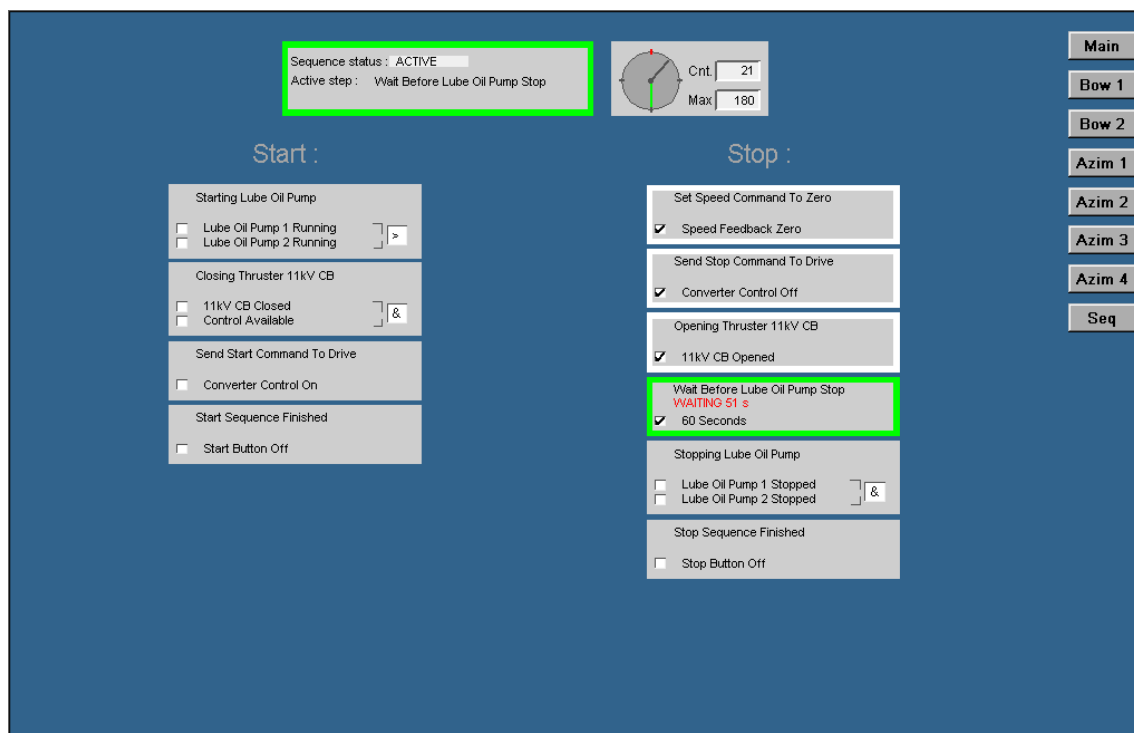 Sequence status : ACTIVE
Active step : Wait Before Lube Oil Pump Stop
Cnt. 21
Max 180
Main
Bow 1
Bow 2
Azim 1
Azim 2
Azim 3
Azim 4
Seq
Start :
Starting Lube Oil Pump
Lube Oil Pump 1 Running
Lube Oil Pump 2 Running
>
Closing Thruster 11kV CB
11kV CB Closed
Control Available
&
Send Start Command To Drive
Converter Control On
Start Sequence Finished
Start Button Off
Stop :
Set Speed Command To Zero
Speed Feedback Zero
Send Stop Command To Drive
Converter Control Off
Opening Thruster 11kV CB
11kV CB Opened
Wait Before Lube Oil Pump Stop
WAITING 51 s
60 Seconds
Stopping Lube Oil Pump
Lube Oil Pump 1 Stopped
Lube Oil Pump 2 Stopped
&
Stop Sequence Finished
Stop Button Off